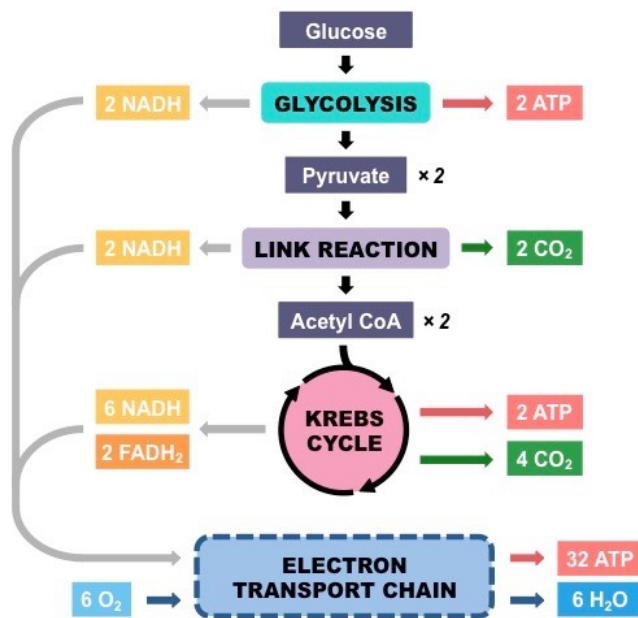 Glucose
2 NADH
GLYCOLYSIS
2 ATP
Pyruvate × 2
2 NADH
LINK REACTION
2 CO₂
Acetyl CoA × 2
6 NADH
2 FADH₂
KREBS
CYCLE
2 ATP
4 CO₂
ELECTRON
TRANSPORT CHAIN
32 ATP
6 O₂
6 H₂O